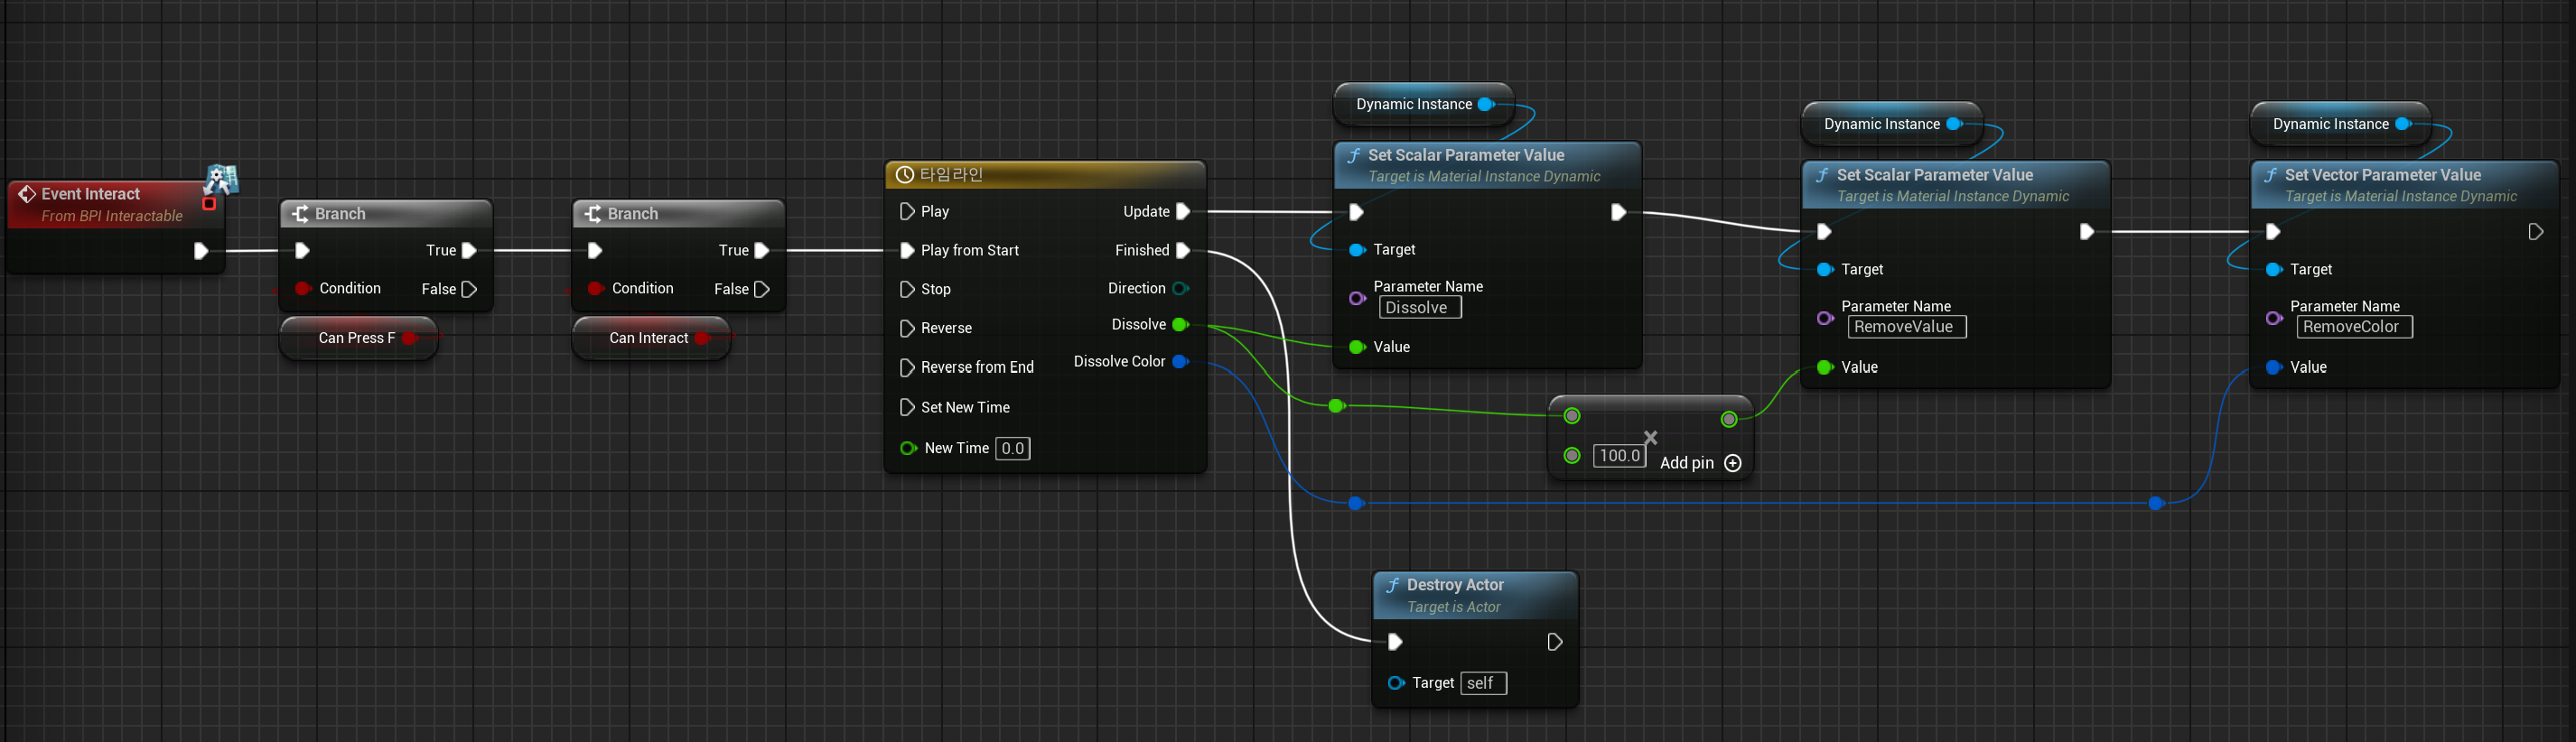 Event Interact
From BPI Interactable
Branch
True
Condition
False
Can Press F
Branch
True
Condition
False
Can Interact
타임라인
Play
Update
Play from Start
Finished
Stop
Direction
Reverse
Dissolve
Reverse from End
Dissolve Color
Set New Time
New Time 0.0
Dynamic Instance
Set Scalar Parameter Value
Target is Material Instance Dynamic
Target
Parameter Name
Dissolve
Value
100.0
Add pin
Dynamic Instance
Set Scalar Parameter Value
Target is Material Instance Dynamic
Target
Parameter Name
RemoveValue
Value
Dynamic Instance
Set Vector Parameter Value
Target is Material Instance Dynamic
Target
Parameter Name
RemoveColor
Value
Destroy Actor
Target is Actor
Target self